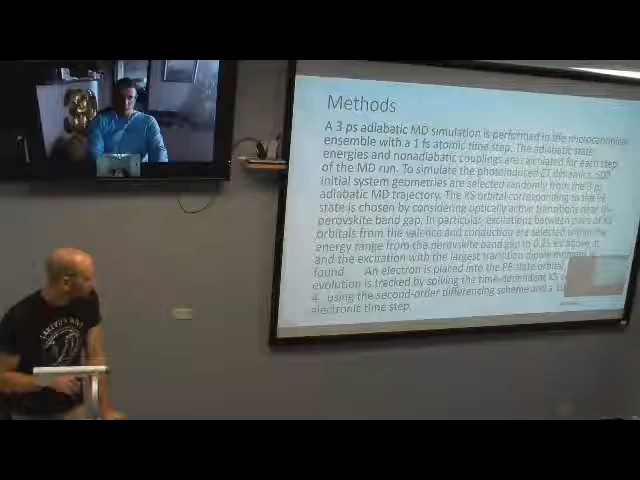 Methods
A 3 ps adiabatic MD simulation is performed in the microcanonical
ensemble with a 1 fs atomic time step. The adiabatic state
energies and nonadiabatic couplings are calculated for each step
of the MD run. To simulate the photoinduced ET dynamics, 500
initial system geometries are selected randomly from the 3 ps
adiabatic MD trajectory. The KS orbital corresponding to the FE
state is chosen by considering optically active transitions near the
perovskite band gap. In particular, excitations between pairs of KS
orbitals from the valence and conduction are selected within the
energy range from the perovskite band gap to 0.25 eV above it,
and the excitation with the largest transition dipole moment is
found An electron is placed into the FE state orbital,
evolution is tracked by solving the time-dependent KS
4 using the second-order differencing scheme and a
electronic time step.